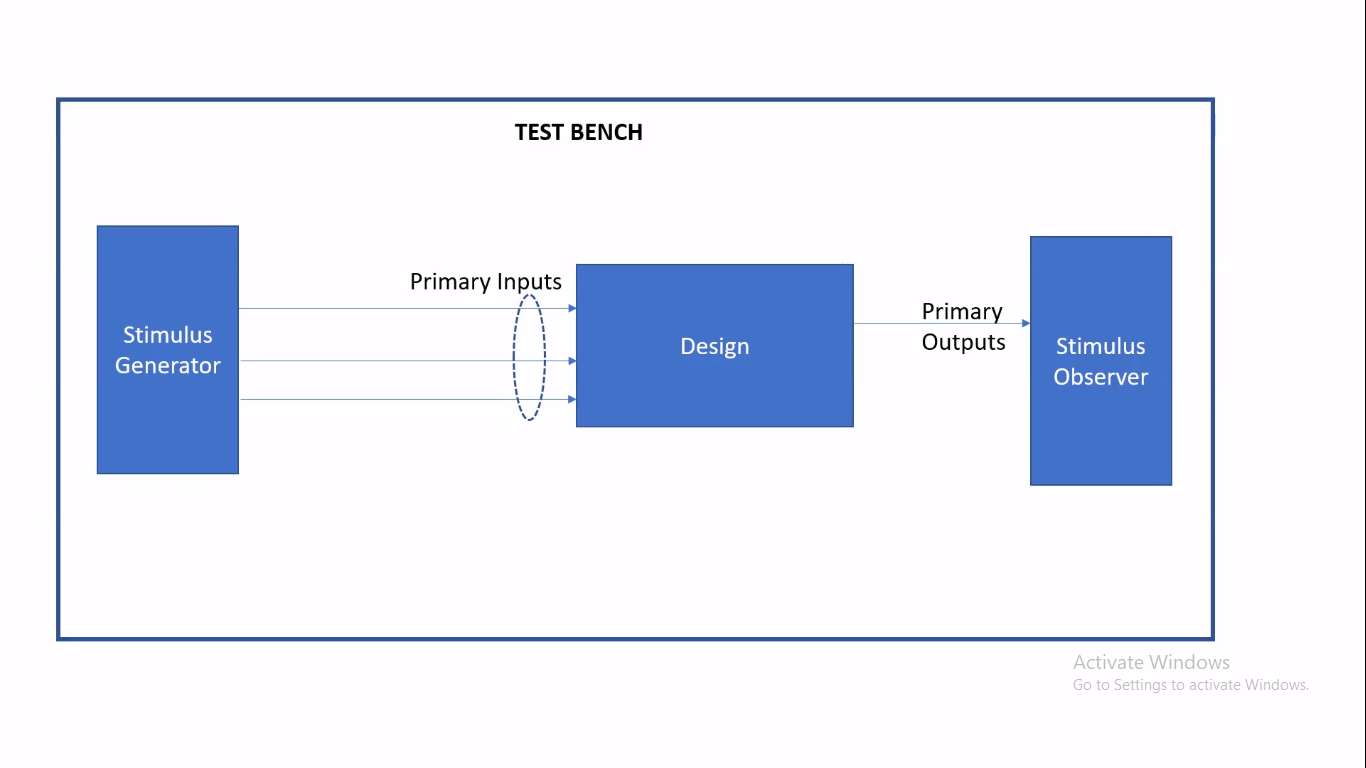 TEST BENCH
Primary Inputs
Stimulus
Generator
Design
Primary
Outputs
Stimulus
Observer
Activate Windows
Go to Settings to activate Windows.